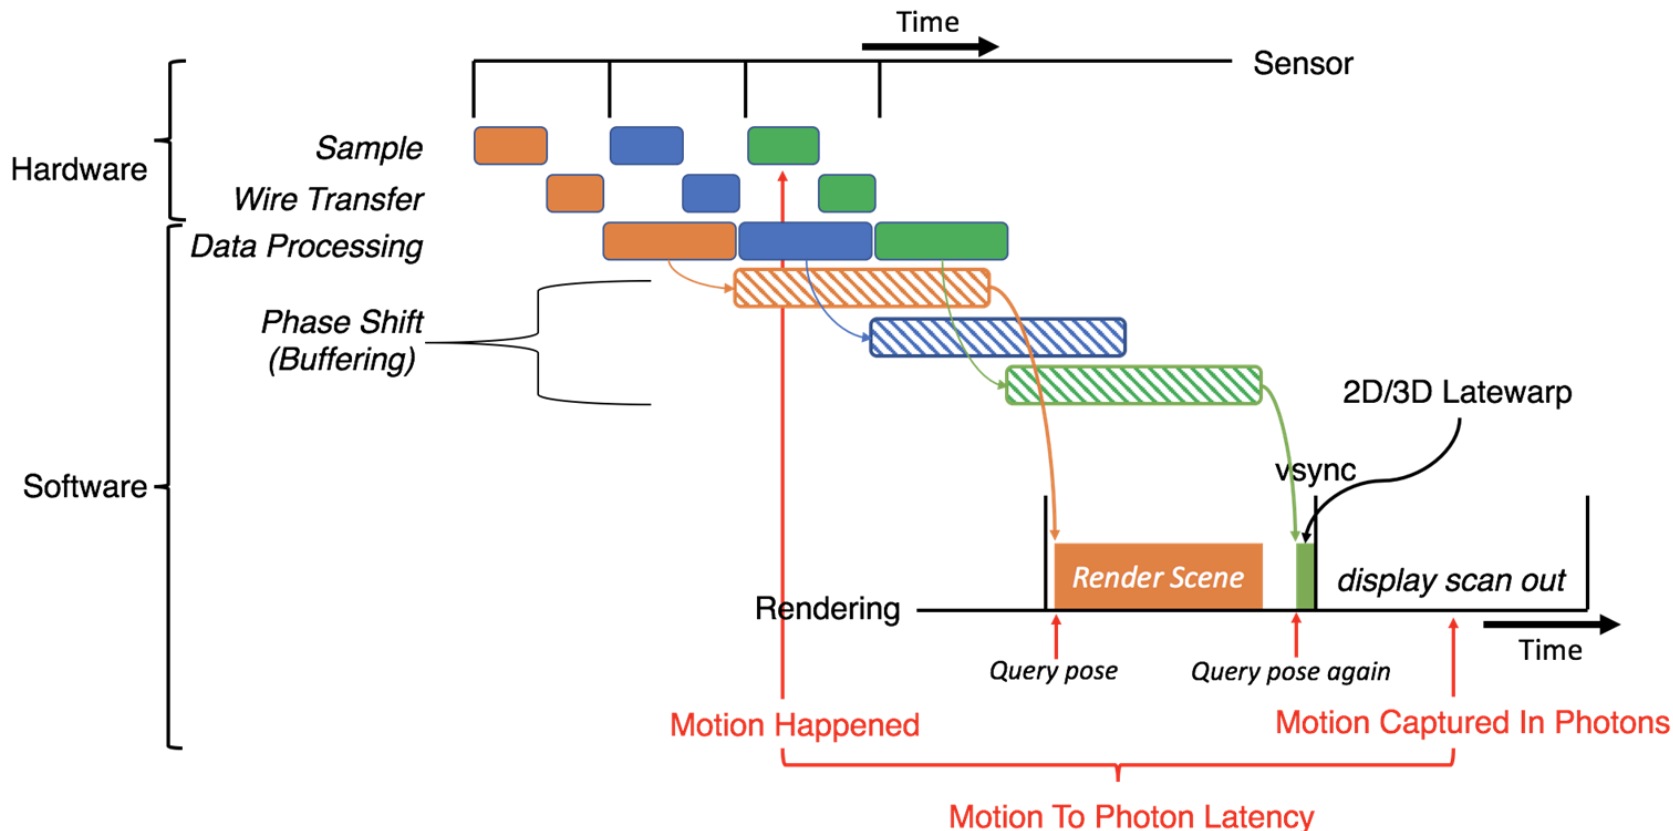 Time
Sensor
Hardware
Sample
Wire Transfer
Data Processing
Phase Shift
(Buffering)
Software
2D/3D Latewarp
vsync
Render Scene
display scan out
Rendering
Time
Query pose
Query pose again
Motion Happened
Motion Captured In Photons
Motion To Photon Latency